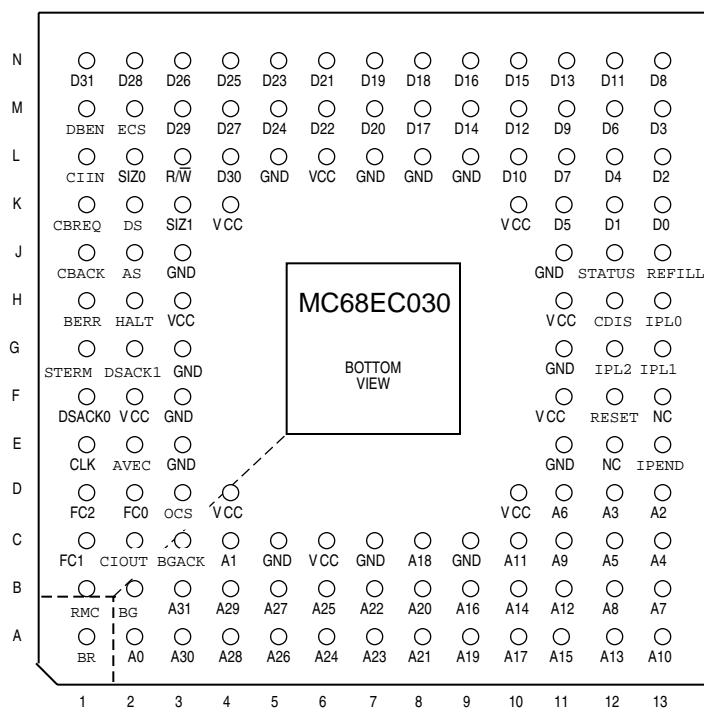 N
D31 D28 D26 D25 D23 D21 D19 D18 D16 D15 D13 D11 D8
M
DBEN ECS D29 D27 D24 D22 D20 D17 D14 D12 D9 D6 D3
L
CIIN SIZ0 R/W̅ D30 GND VCC GND GND GND D10 D7 D4 D2
K
CBREQ DS SIZ1 VCC VCC D5 D1 D0
J
CBACK AS GND GND STATUS REFILL
H
BERR HALT VCC MC68EC030 VCC CDIS IPL0
G
STERM DSACK1 GND BOTTOM GND IPL2 IPL1
VIEW
F
DSACK0 VCC GND VCC RESET NC
E
CLK AVEC GND GND NC IPEND
D
FC2 FC0 OCS VCC VCC A6 A3 A2
C
FC1 CIOUT BGACK A1 GND VCC GND A18 GND A11 A9 A5 A4
B
RMC BG A31 A29 A27 A25 A22 A20 A16 A14 A12 A8 A7
A
BR A0 A30 A28 A26 A24 A23 A21 A19 A17 A15 A13 A10
1 2 3 4 5 6 7 8 9 10 11 12 13